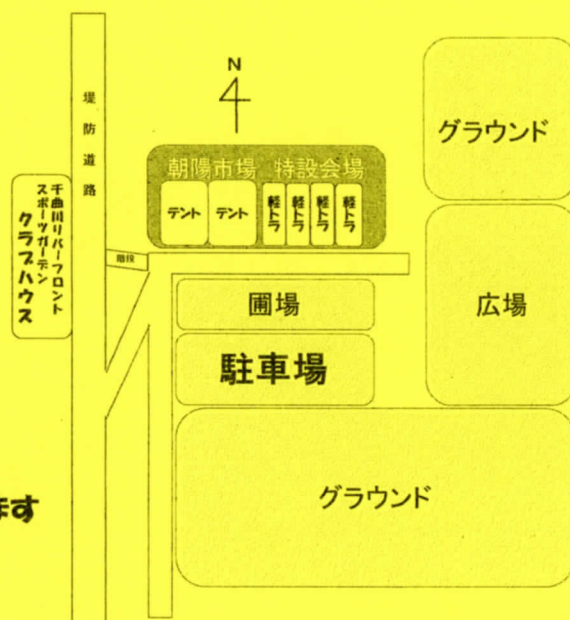 N
堤防道路
千曲川リバーフロント
スポーツガーデン
クラブハウス
朝陽市場 特設会場
テント テント 軽トラ 軽トラ 軽トラ 軽トラ
階段
グラウンド
圃場
広場
駐車場
グラウンド
ます